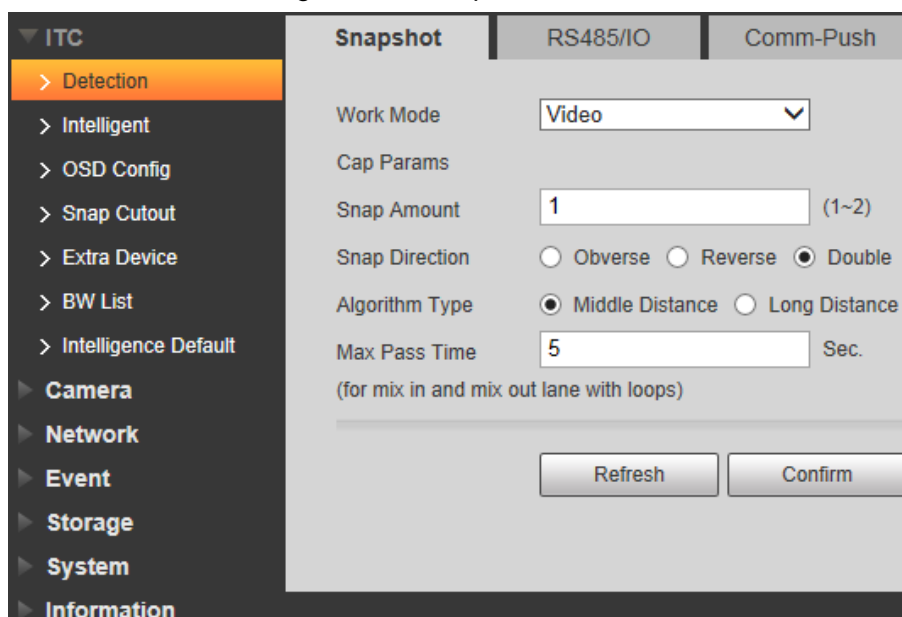 ITC
Detection
Intelligent
OSD Config
Snap Cutout
Extra Device
BW List
Intelligence Default
Camera
Network
Event
Storage
System
Information
Snapshot RS485/IO Comm-Push
Work Mode Video
Cap Params
Snap Amount 1 (1~2)
Snap Direction Obverse Reverse Double
Algorithm Type Middle Distance Long Distance
Max Pass Time 5 Sec.
(for mix in and mix out lane with loops)
Refresh Confirm